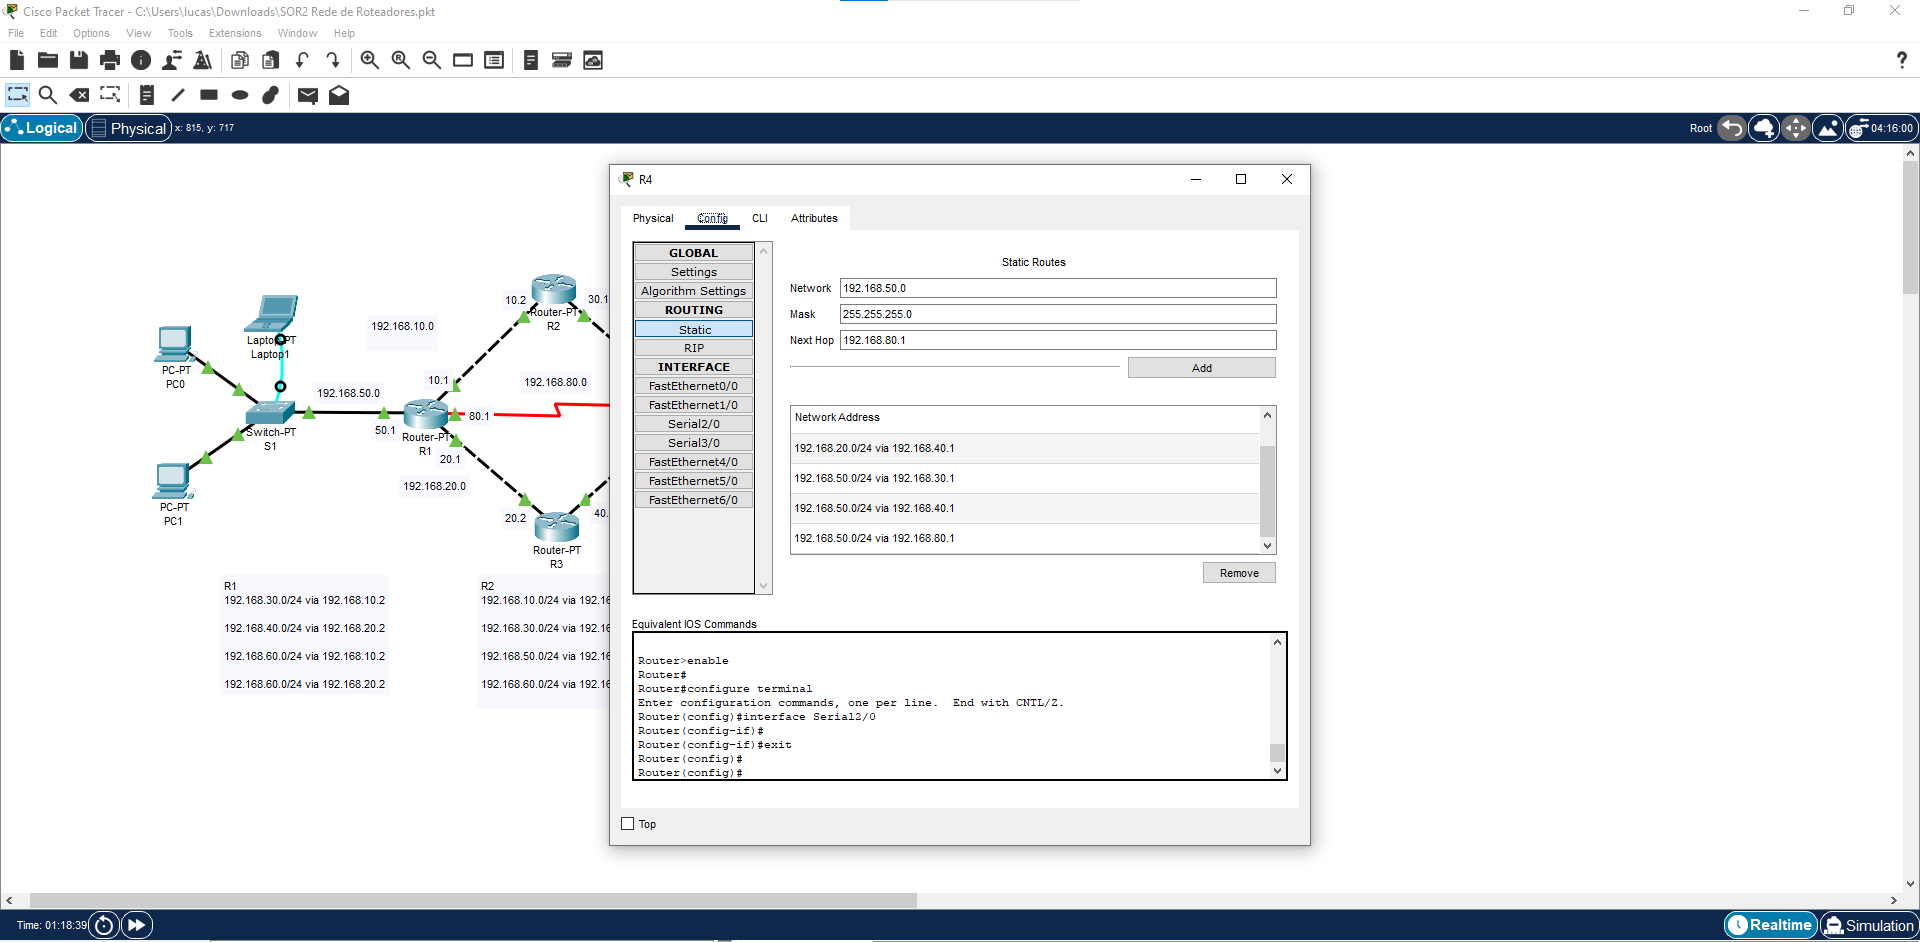 Cisco Packet Tracer - C:\Users\lucas\Downloads\SOR2 Rede de Roteadores.pkt
File Edit Options View Tools Extensions Window Help
?
Logical Physical x: 815, y: 717 Root 04:16:00
R4
Physical Config CLI Attributes
GLOBAL
Settings
Algorithm Settings
ROUTING
Static
RIP
INTERFACE
FastEthernet0/0
FastEthernet1/0
Serial2/0
Serial3/0
FastEthernet4/0
FastEthernet5/0
FastEthernet6/0
Static Routes
Network 192.168.50.0
Mask 255.255.255.0
Next Hop 192.168.80.1
Add
Network Address
192.168.20.0/24 via 192.168.40.1
192.168.50.0/24 via 192.168.30.1
192.168.50.0/24 via 192.168.40.1
192.168.50.0/24 via 192.168.80.1
Remove
Equivalent IOS Commands
Router>enable
Router#
Router#configure terminal
Enter configuration commands, one per line. End with CNTL/Z.
Router(config)#interface Serial2/0
Router(config-if)#
Router(config-if)#exit
Router(config)#
Router(config)#
Top
10.2
30.1
Router-PT
R2
192.168.10.0
Laptop-PT
Laptop1
PC-PT
PC0
10.1
192.168.80.0
192.168.50.0
80.1
50.1
Switch-PT
S1
Router-PT
R1
20.1
192.168.20.0
PC-PT
PC1
20.2
40.
Router-PT
R3
R1
192.168.30.0/24 via 192.168.10.2
192.168.40.0/24 via 192.168.20.2
192.168.60.0/24 via 192.168.10.2
192.168.60.0/24 via 192.168.20.2
R2
192.168.10.0/24 via 192.16
192.168.30.0/24 via 192.16
192.168.50.0/24 via 192.16
192.168.60.0/24 via 192.16
Time: 01:18:39 Realtime Simulation